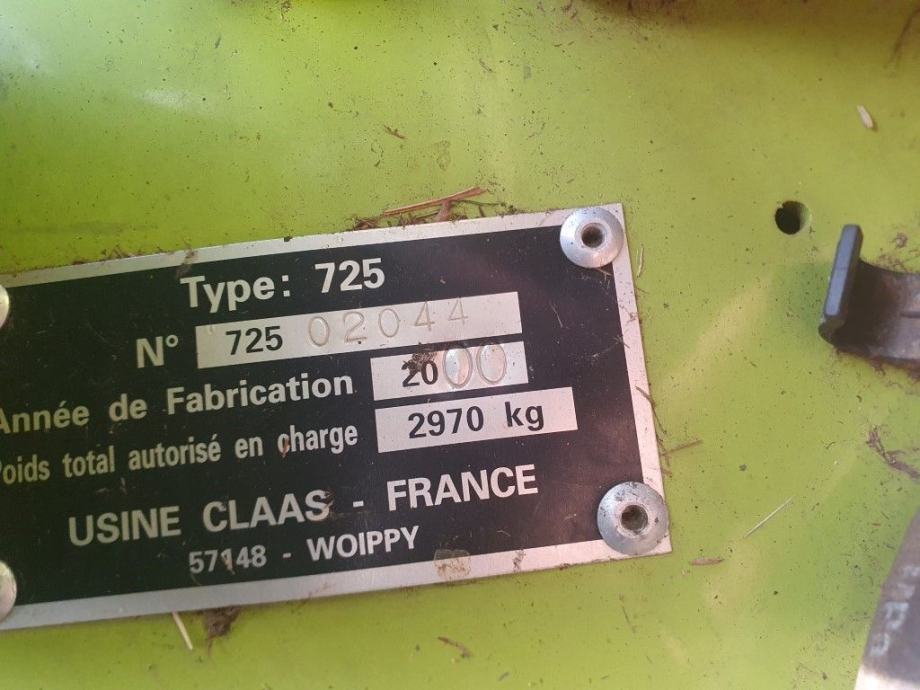 Type: 725
N° 725 02044
Année de Fabrication 2000
Poids total autorisé en charge 2970 kg
USINE CLAAS - FRANCE
57148 - WOIPPY